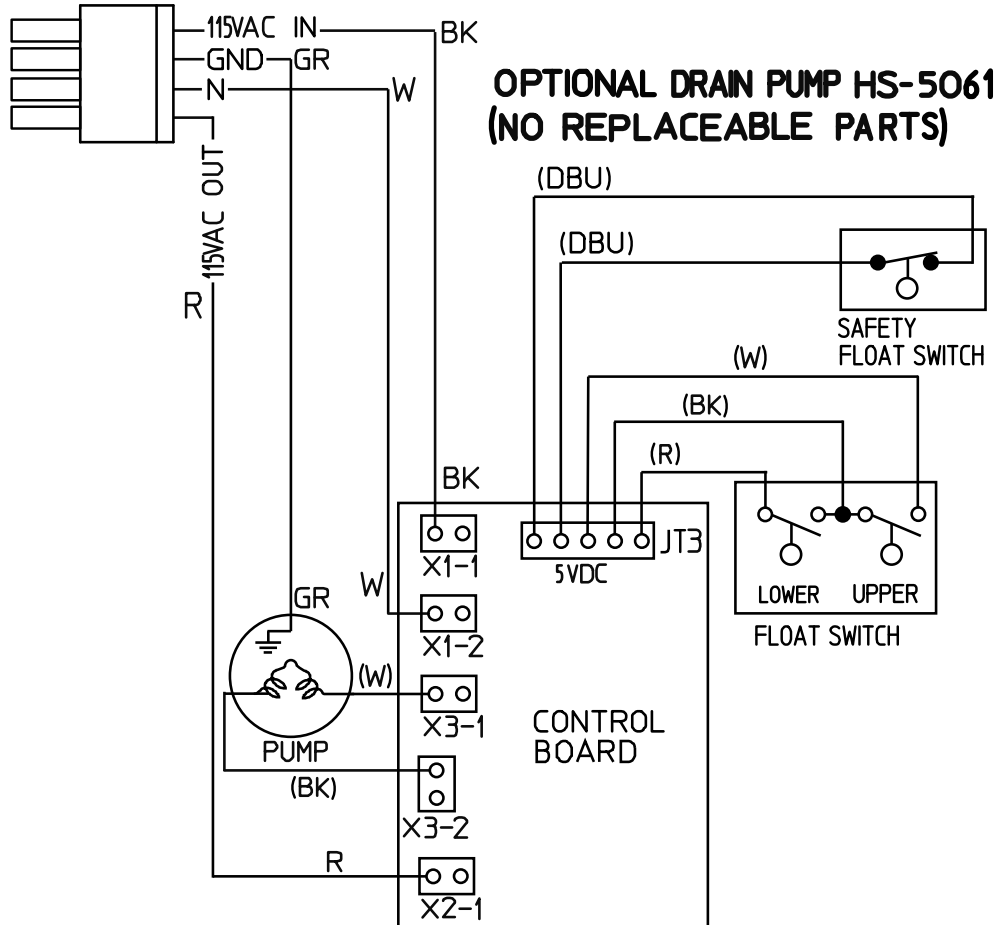 115VAC IN
BK
GND
GR
N
W
OPTIONAL DRAIN PUMP HS-5061
(NO REPLACEABLE PARTS)
115VAC OUT
R
(DBU)
(DBU)
SAFETY
FLOAT SWITCH
(W)
(BK)
(R)
BK
JT3
5VDC
X1-1
LOWER
UPPER
FLOAT SWITCH
W
GR
X1-2
(W)
X3-1
CONTROL
BOARD
PUMP
(BK)
X3-2
R
X2-1